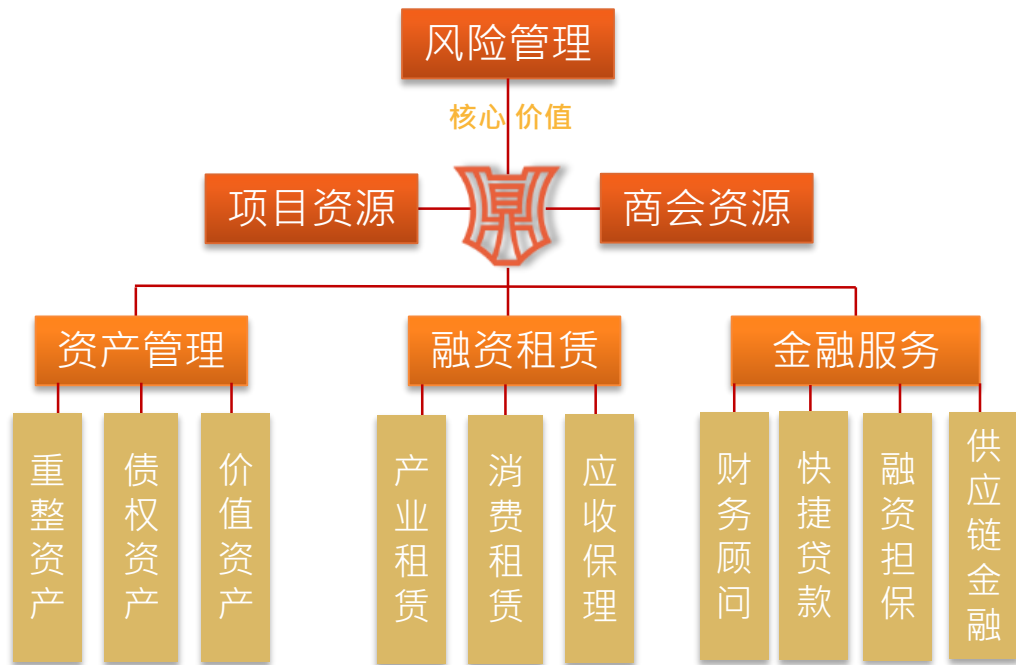 风险管理
核心 价值
项目资源
鼎
商会资源
资产管理
融资租赁
金融服务
重整资产
债权资产
价值资产
产业租赁
消费租赁
应收保理
财务顾问
快捷贷款
融资担保
供应链金融